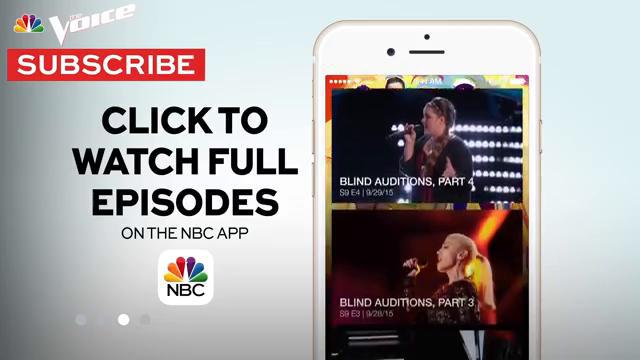 THE Voice
SUBSCRIBE
CLICK TO
WATCH FULL
EPISODES
ON THE NBC APP
NBC
BLIND AUDITIONS, PART 4
S9 E4 | 9/29/15
BLIND AUDITIONS, PART 3
S9 E3 | 9/28/15